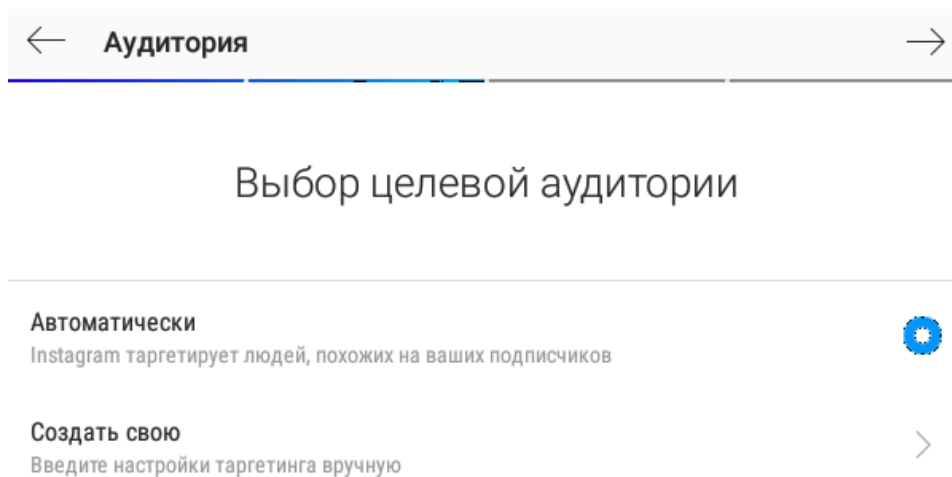 Аудитория
Выбор целевой аудитории
Автоматически
Instagram таргетирует людей, похожих на ваших подписчиков
Создать свою
Введите настройки таргетинга вручную